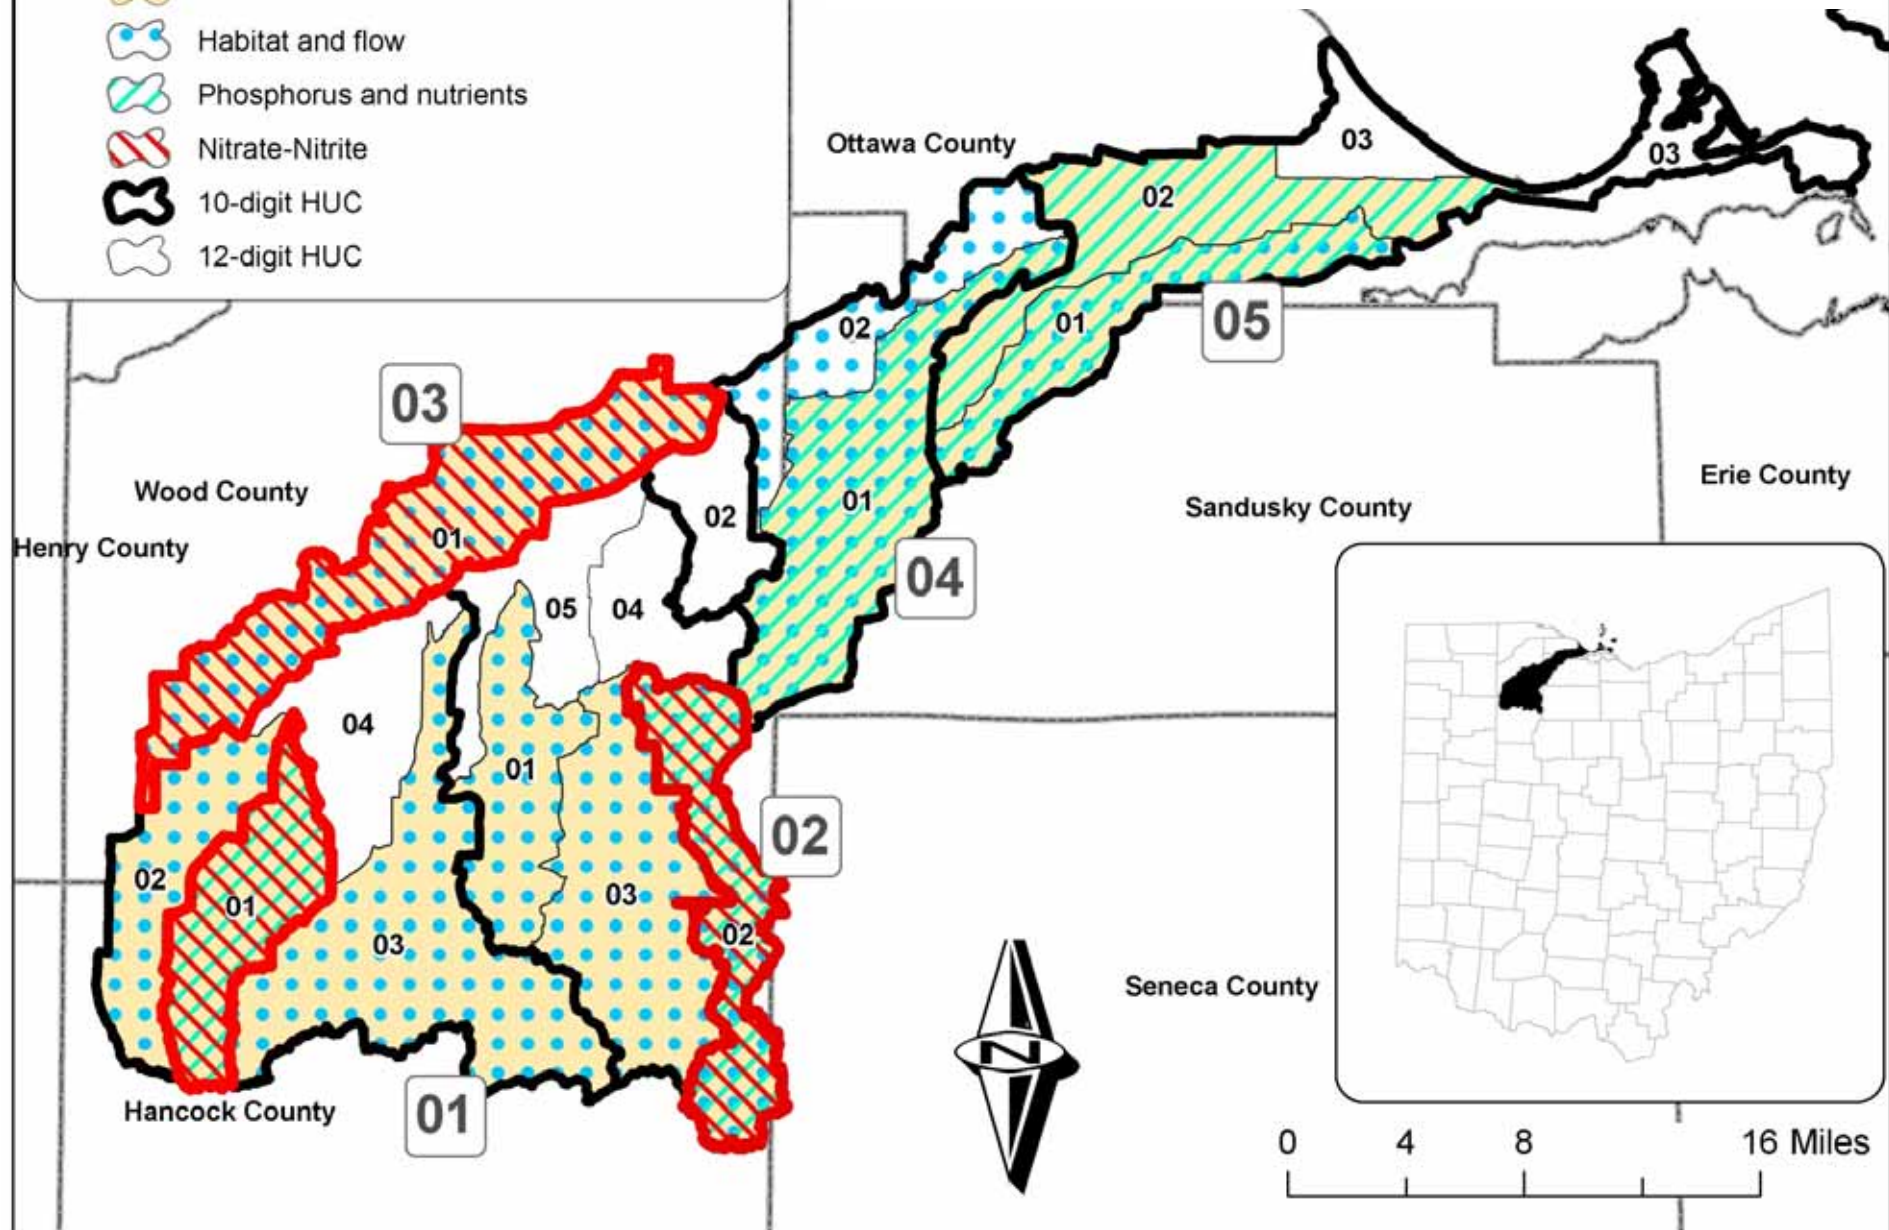 Habitat and flow
Phosphorus and nutrients
Nitrate-Nitrite
10-digit HUC
12-digit HUC
Ottawa County
03
03
02
02
01
05
03
Wood County
Erie County
01
02
01
Sandusky County
Henry County
04
05
04
04
01
02
02
03
01
02
03
Seneca County
Hancock County
01
N
0 4 8 16 Miles